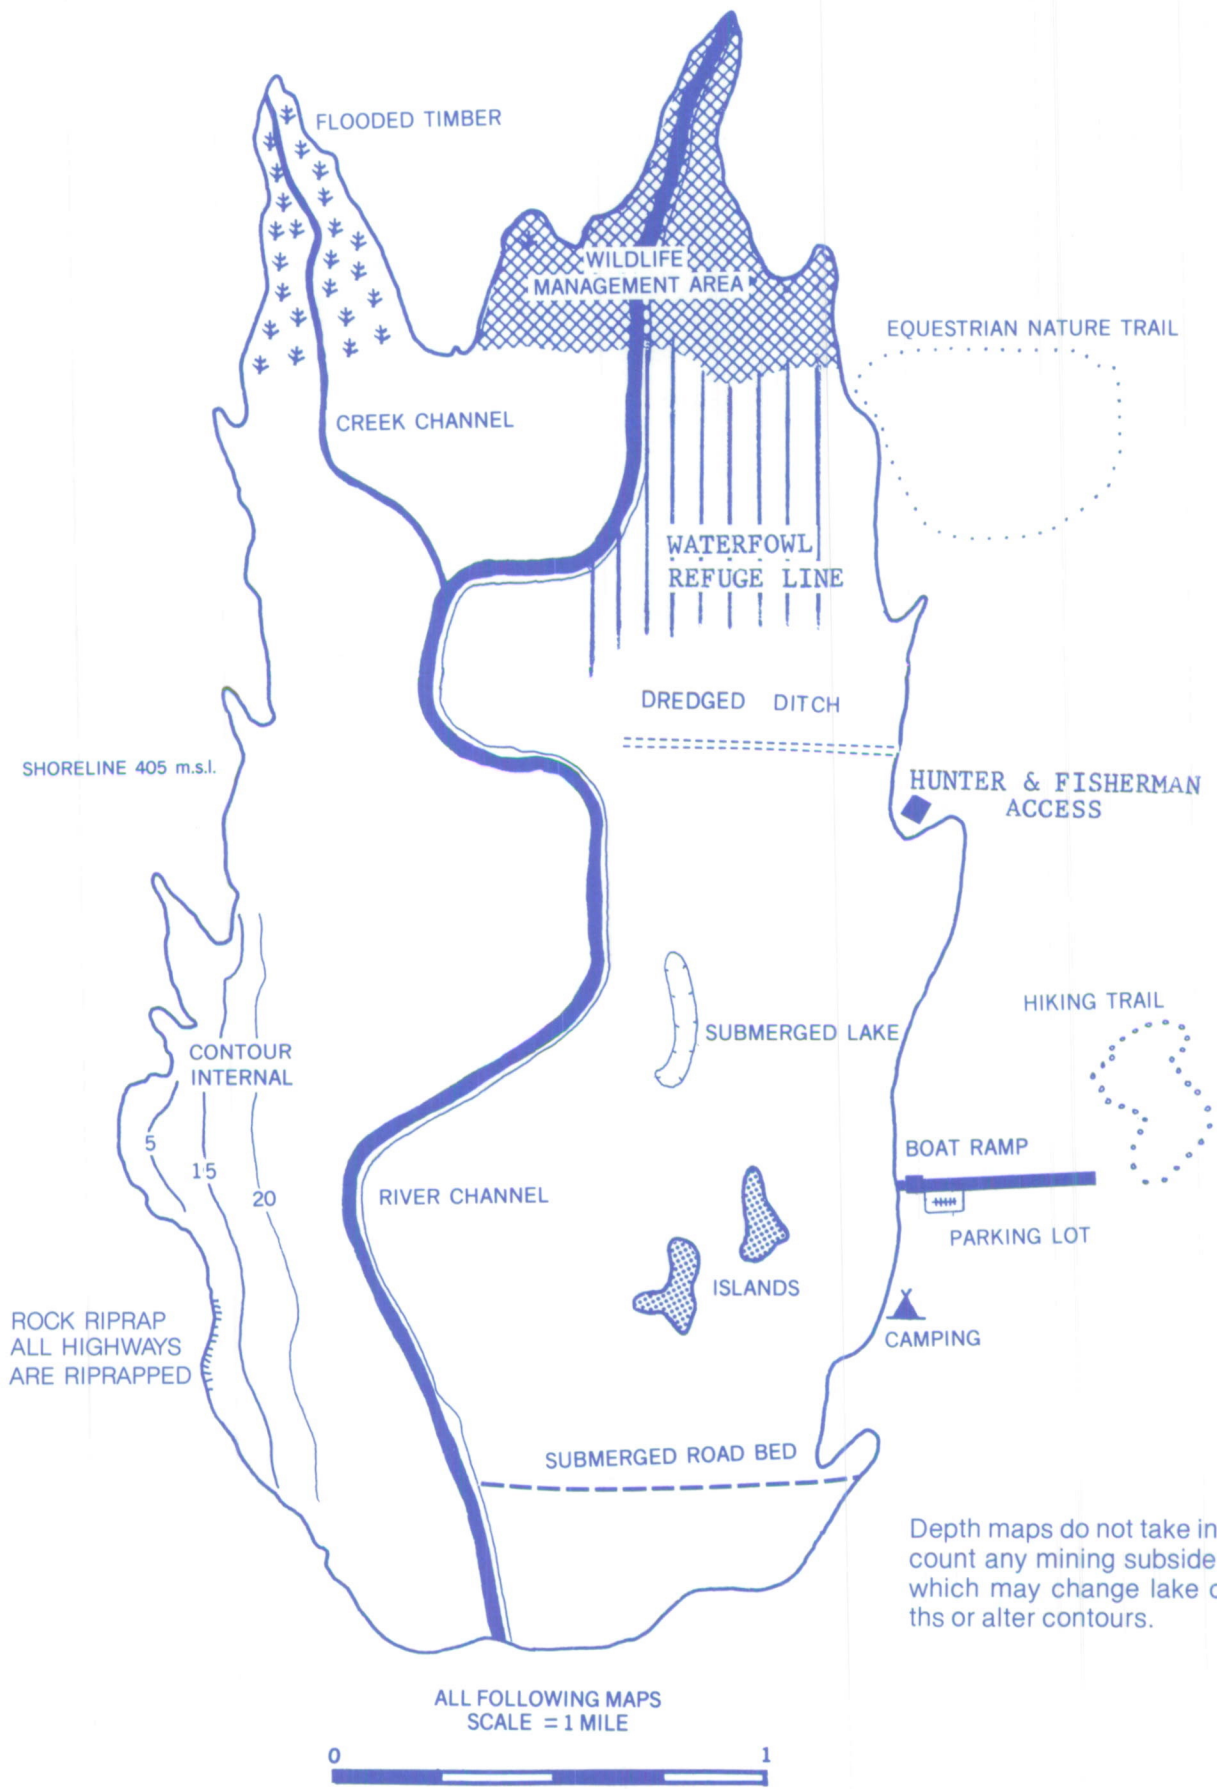 FLOODED TIMBER
WILDLIFE
MANAGEMENT AREA
EQUESTRIAN NATURE TRAIL
CREEK CHANNEL
WATERFOWL
REFUGE LINE
DREDGED DITCH
SHORELINE 405 m.s.l.
HUNTER & FISHERMAN
ACCESS
HIKING TRAIL
SUBMERGED LAKE
CONTOUR
INTERNAL
5
15
20
BOAT RAMP
RIVER CHANNEL
PARKING LOT
ISLANDS
ROCK RIPRAP
ALL HIGHWAYS
ARE RIPRAPPED
CAMPING
SUBMERGED ROAD BED
Depth maps do not take in
count any mining subside
which may change lake
ths or alter contours.
ALL FOLLOWING MAPS
SCALE = 1 MILE
0 1